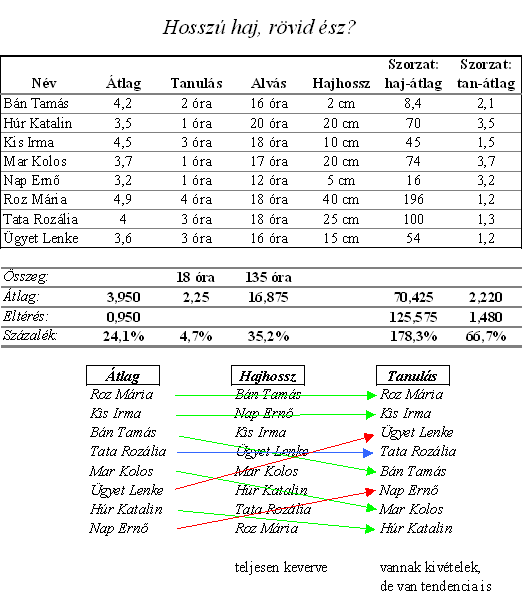 Hosszú haj, rövid ész?
Szorzat: Szorzat:
Név Átlag Tanulás Alvás Hajhossz haj-átlag tan-átlag
Bán Tamás 4,2 2 óra 16 óra 2 cm 8,4 2,1
Húr Katalin 3,5 1 óra 20 óra 20 cm 70 3,5
Kis Irma 4,5 3 óra 18 óra 10 cm 45 1,5
Mar Kolos 3,7 1 óra 17 óra 20 cm 74 3,7
Nap Ernő 3,2 1 óra 12 óra 5 cm 16 3,2
Roz Mária 4,9 4 óra 18 óra 40 cm 196 1,2
Tata Rozália 4 3 óra 18 óra 25 cm 100 1,3
Ügyet Lenke 3,6 3 óra 16 óra 15 cm 54 1,2
Összeg: 18 óra 135 óra
Átlag: 3,950 2,25 16,875 70,425 2,220
Eltérés: 0,950 125,575 1,480
Százalék: 24,1% 4,7% 35,2% 178,3% 66,7%
Átlag Hajhossz Tanulás
Roz Mária Bán Tamás Roz Mária
Kis Irma Nap Ernő Kis Irma
Bán Tamás Kis Irma Ügyet Lenke
Tata Rozália Ügyet Lenke Tata Rozália
Mar Kolos Mar Kolos Bán Tamás
Ügyet Lenke Húr Katalin Nap Ernő
Húr Katalin Tata Rozália Mar Kolos
Nap Ernő Roz Mária Húr Katalin
teljesen keverve vannak kivételek,
de van tendencia is